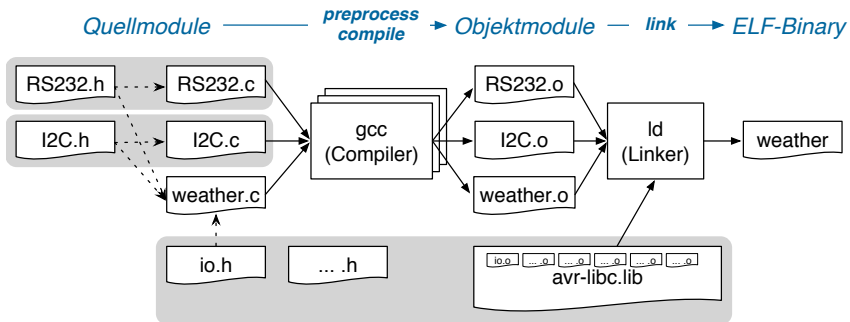 Quellmodule
preprocess
compile
Objektmodule
link
ELF-Binary
RS232.h
RS232.c
RS232.o
I2C.h
I2C.c
gcc
(Compiler)
I2C.o
ld
(Linker)
weather
weather.c
weather.o
io.h
... .h
io.o
... .o
... .o
... .o
... .o
... .o
avr-libc.lib